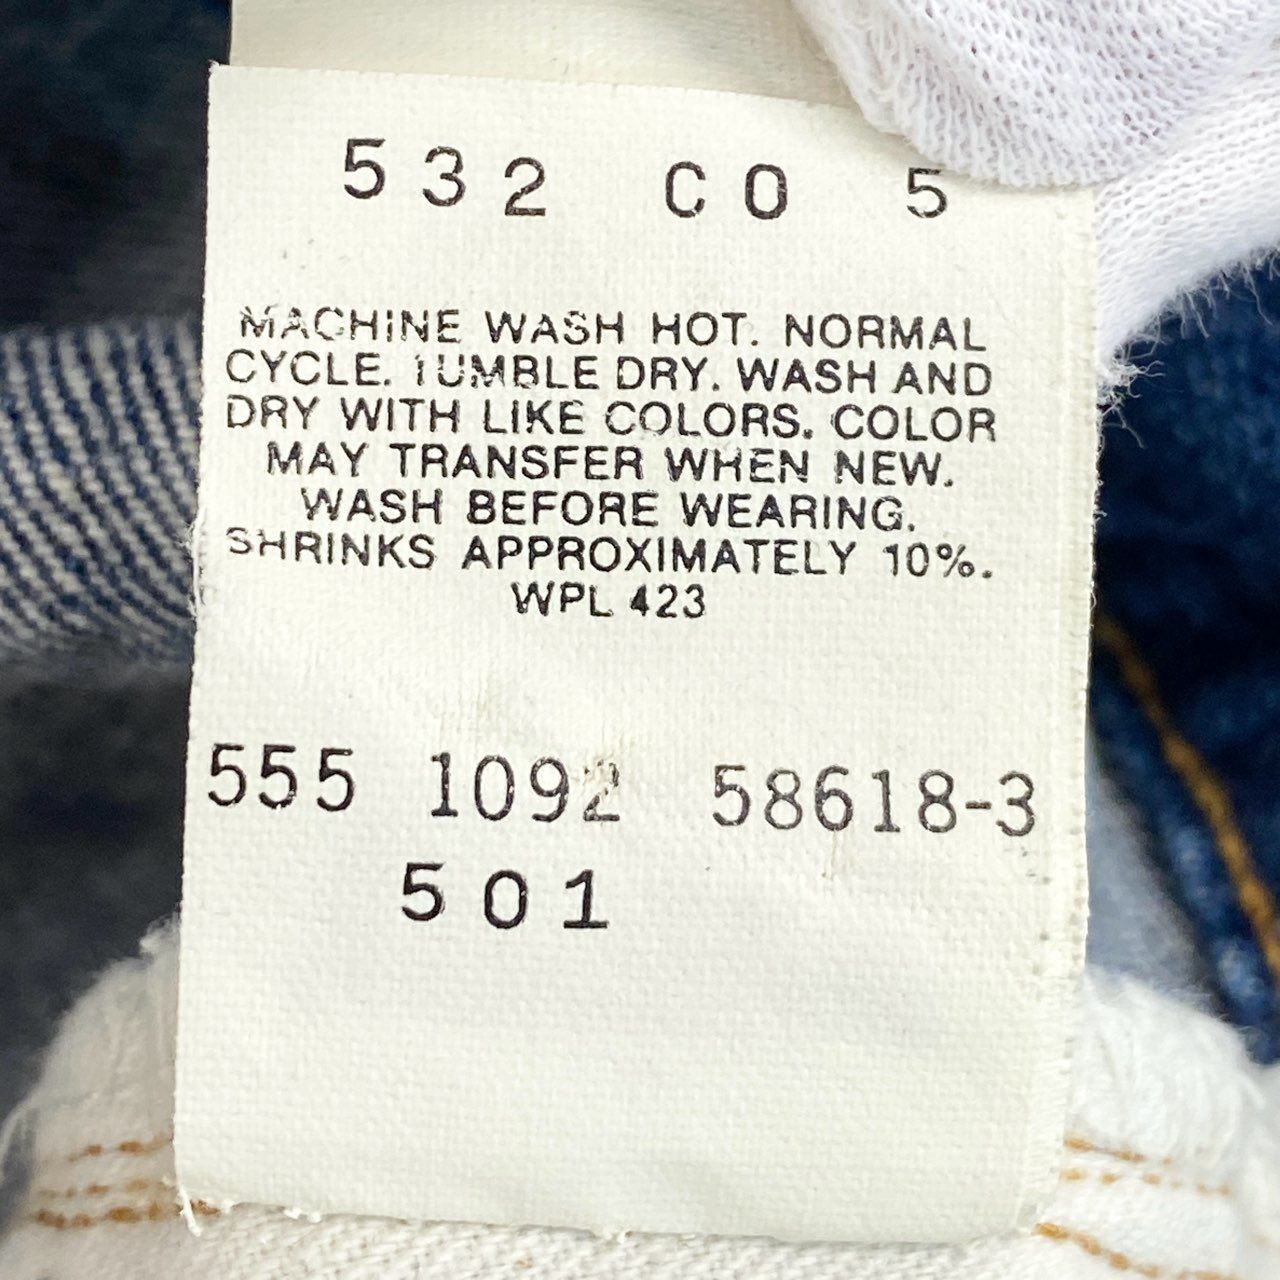 532 CO 5
MACHINE WASH HOT. NORMAL
CYCLE. TUMBLE DRY. WASH AND
DRY WITH LIKE COLORS. COLOR
MAY TRANSFER WHEN NEW.
WASH BEFORE WEARING.
SHRINKS APPROXIMATELY 10%.
WPL 423
555 1092 58618-3
501